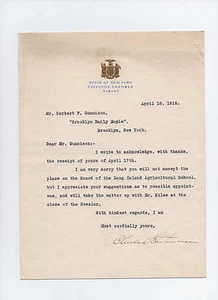 STATE OF NEW YORK
EXECUTIVE CHAMBER
ALBANY
April 18, 1914.
Mr. Herbert F. Gunnison,
"Brooklyn Daily Eagle",
Brooklyn, New York.
Dear Mr. Gunnison:-
I write to acknowledge, with thanks,
the receipt of yours of April 17th.
I am very sorry that you will not accept the
place on the Board of the Long Island Agricultural School,
but I appreciate your suggestions as to possible appoint-
ees, and will take the matter up with Mr. Hiles at the
close of the Session.
With kindest regards, I am
Most cordially yours,